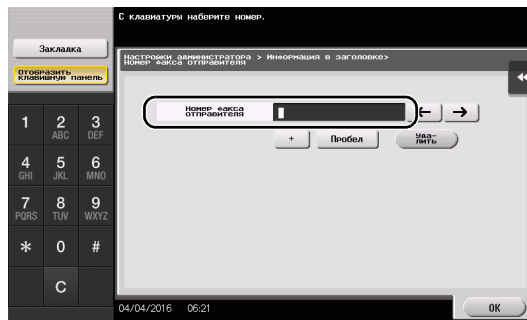 С клавиатуры наберите номер.
Закладка
Отобразить
клавишную панель
Настройки администратора > Информация в заголовке>
Номер факса отправителя
Номер факса
отправителя
← →
+ Пробел Уда-
лить
1 2 ABC 3 DEF
4 GHI 5 JKL 6 MNO
7 PQRS 8 TUV 9 WXYZ
* 0 #
C
04/04/2016 06:21
OK